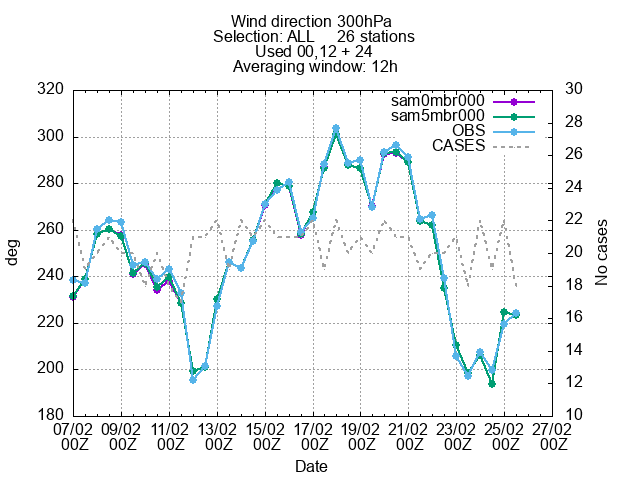 Wind direction 300hPa
Selection: ALL 26 stations
Used 00,12 + 24
Averaging window: 12h
sam0mbr000
sam5mbr000
OBS
CASES
320
300
280
260
240
220
200
180
deg
30
28
26
24
22
20
18
16
14
12
10
No cases
07/02 09/02 11/02 13/02 15/02 17/02 19/02 21/02 23/02 25/02 27/02
00Z 00Z 00Z 00Z 00Z 00Z 00Z 00Z 00Z 00Z 00Z
Date